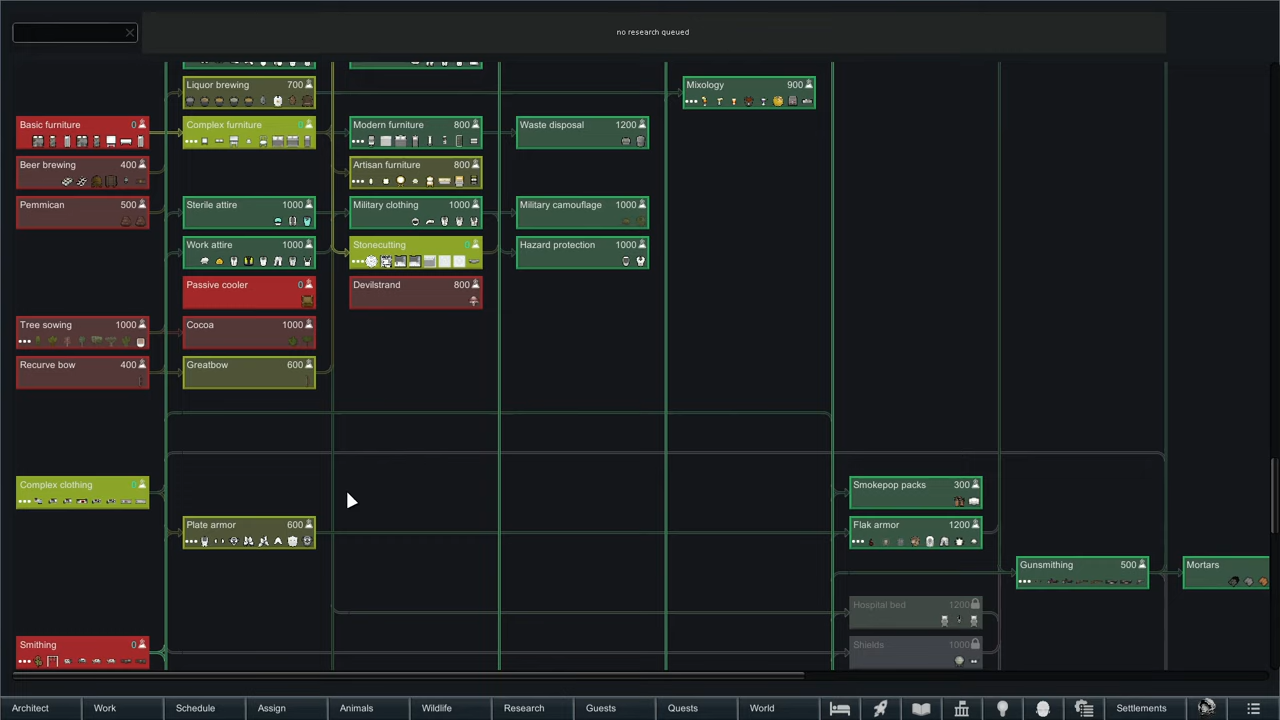 no research queued
Liquor brewing 700
Mixology 900
Basic furniture 0
Complex furniture 0
Modern furniture 800
Waste disposal 1200
Beer brewing 400
Artisan furniture 800
Pemmican 500
Sterile attire 1000
Military clothing 1000
Military camouflage 1000
Work attire 1000
Stonecutting 0
Hazard protection 1000
Passive cooler 0
Devilstrand 800
Tree sowing 1000
Cocoa 1000
Recurve bow 400
Greatbow 600
Complex clothing 0
Smokepop packs 300
Plate armor 600
Flak armor 1200
Gunsmithing 500
Mortars
Hospital bed 1200
Smithing 0
Shields 1000
Architect Work Schedule Assign Animals Wildlife Research Guests Quests World Settlements